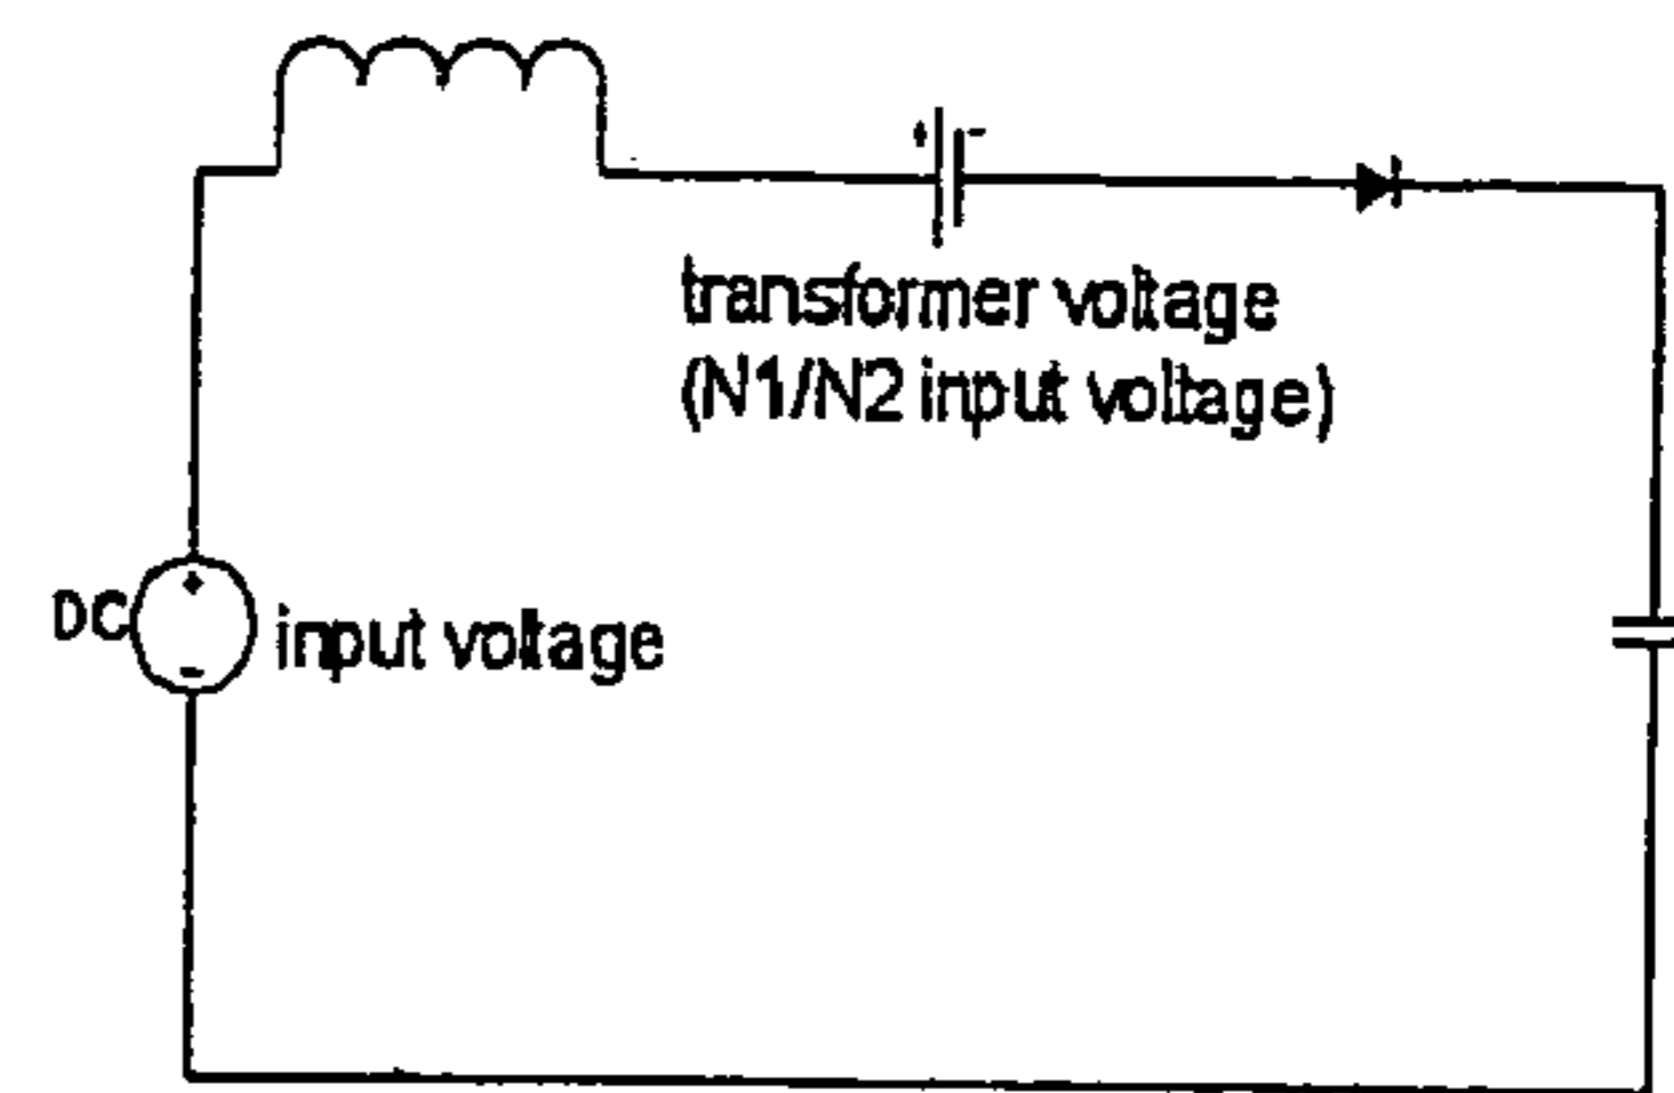 + -
transformer voltage
(N1/N2 input voltage)
DC
+
-
input voltage